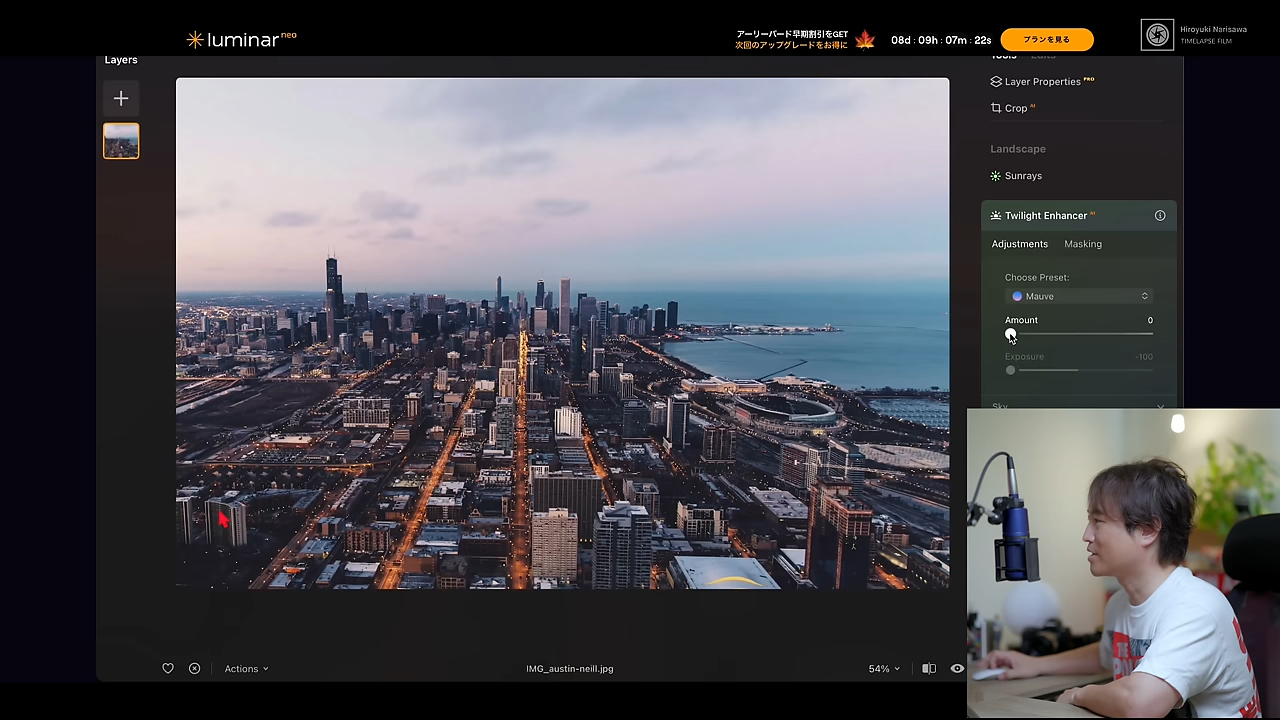 luminar neo
アーリーバード早期割引をGET
次回のアップグレードをお得に
08d : 09h : 07m : 22s
プランを見る
Hiroyuki Narisawa
TIMELAPSE FILM
Layers
Tools Edits
Layer Properties PRO
Crop AI
Landscape
Sunrays
Twilight Enhancer AI
Adjustments Masking
Choose Preset:
Mauve
Amount 0
Exposure -100
Sky
Actions
IMG_austin-neill.jpg
54%